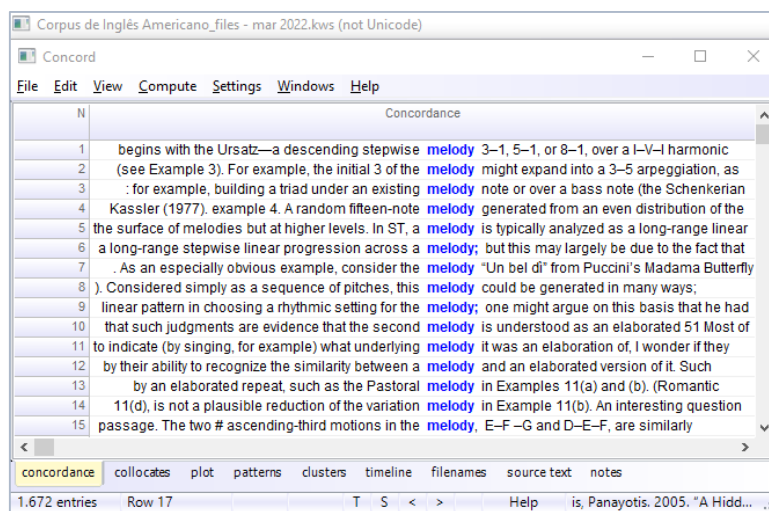 Corpus de Inglês Americano_files - mar 2022.kws (not Unicode)
Concord
File Edit View Compute Settings Windows Help
N Concordance
1 begins with the Ursatz—a descending stepwise melody 3–1, 5–1, or 8–1, over a I–V–I harmonic
2 (see Example 3). For example, the initial 3 of the melody might expand into a 3–5 arpeggiation, as
3 : for example, building a triad under an existing melody note or over a bass note (the Schenkerian
4 Kassler (1977). example 4. A random fifteen-note melody generated from an even distribution of the
5 the surface of melodies but at higher levels. In ST, a melody is typically analyzed as a long-range linear
6 a long-range stepwise linear progression across a melody; but this may largely be due to the fact that
7 . As an especially obvious example, consider the melody “Un bel dì” from Puccini's Madama Butterfly
8 ). Considered simply as a sequence of pitches, this melody could be generated in many ways;
9 linear pattern in choosing a rhythmic setting for the melody; one might argue on this basis that he had
10 that such judgments are evidence that the second melody is understood as an elaborated 51 Most of
11 to indicate (by singing, for example) what underlying melody it was an elaboration of, I wonder if they
12 by their ability to recognize the similarity between a melody and an elaborated version of it. Such
13 by an elaborated repeat, such as the Pastoral melody in Examples 11(a) and (b). (Romantic
14 11(d), is not a plausible reduction of the variation melody in Example 11(b). An interesting question
15 passage. The two # ascending-third motions in the melody, E–F –G and D–E–F, are similarly
concordance collocates plot patterns clusters timeline filenames source text notes
1.672 entries Row 17 T S < > Help is, Panayotis. 2005. "A Hidd...